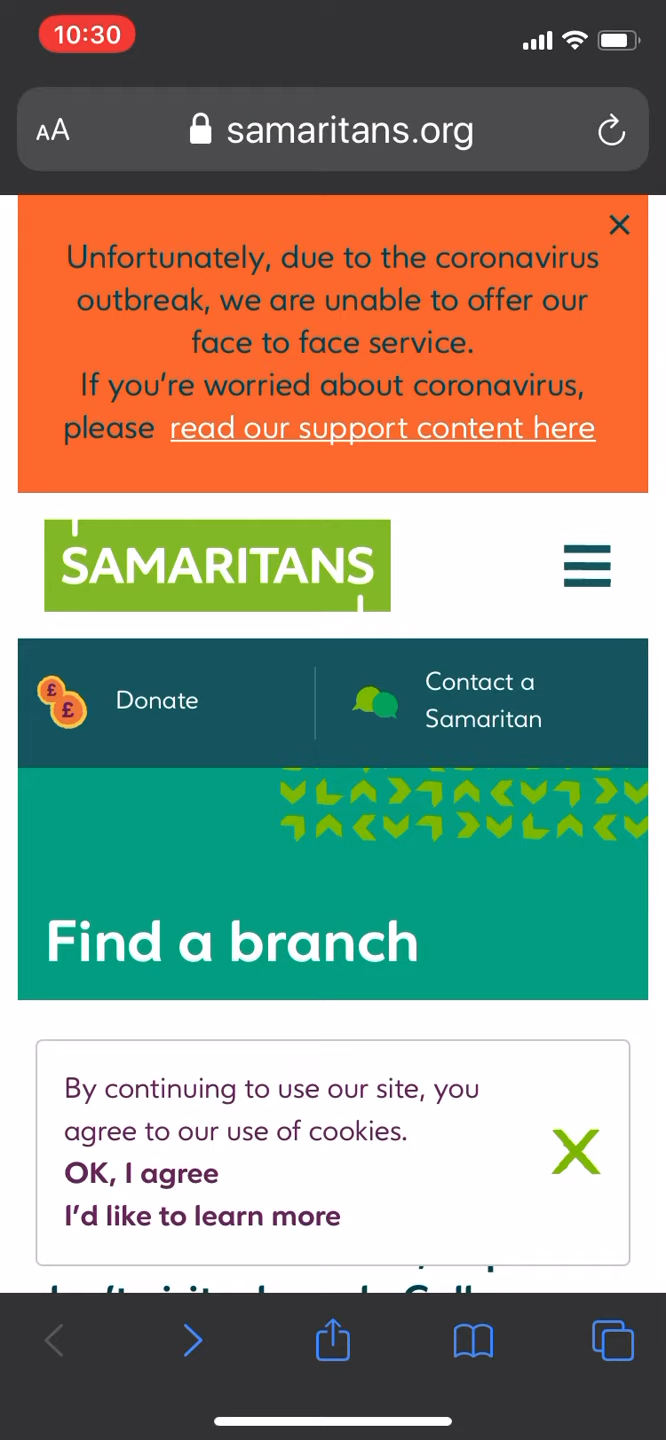 10:30
AA samaritans.org
Unfortunately, due to the coronavirus
outbreak, we are unable to offer our
face to face service.
If you're worried about coronavirus,
please read our support content here
SAMARITANS
£
£
Donate
Contact a
Samaritan
Find a branch
By continuing to use our site, you
agree to our use of cookies.
OK, I agree
I'd like to learn more